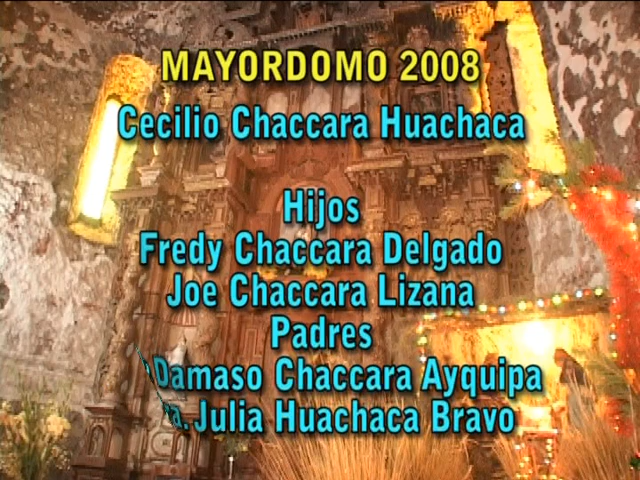 MAYORDOMO 2008
Cecilio Chaccara Huachaca
Hijos
Fredy Chaccara Delgado
Joe Chaccara Lizana
Padres
Damaso Chaccara Ayquipa
Julia Huachaca Bravo